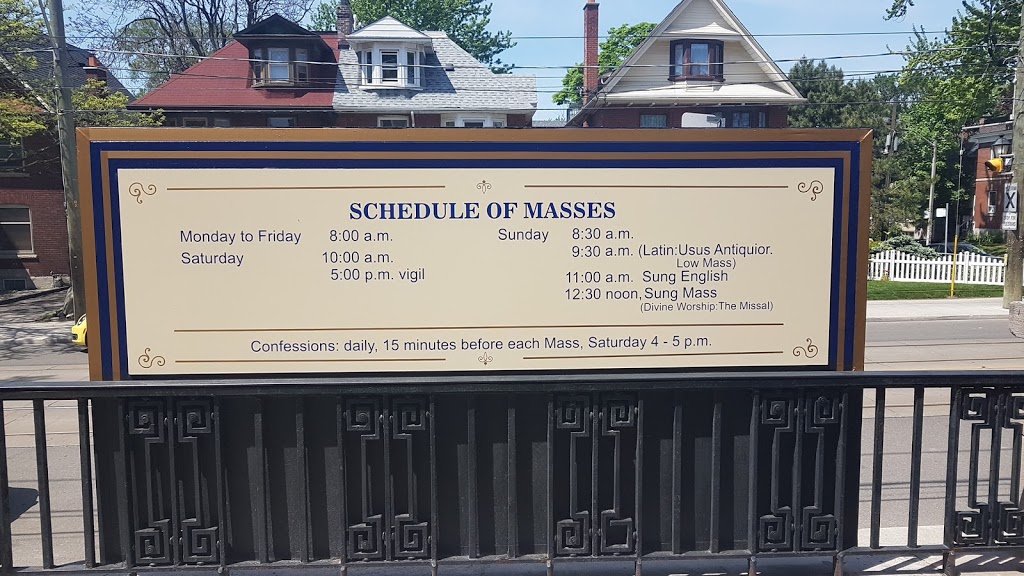 SCHEDULE OF MASSES
Monday to Friday 8:00 a.m.
Saturday 10:00 a.m.
5:00 p.m. vigil
Sunday 8:30 a.m.
9:30 a.m. (Latin:Usus Antiquior.
Low Mass)
11:00 a.m. Sung English
12:30 noon, Sung Mass
(Divine Worship:The Missal)
Confessions: daily, 15 minutes before each Mass, Saturday 4 - 5 p.m.
X